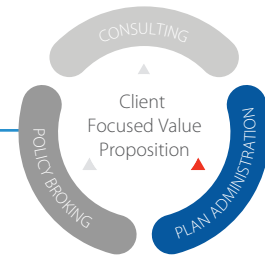 CONSULTING
Client
Focused Value
Proposition
POLICY BROKING
PLAN ADMINISTRATION